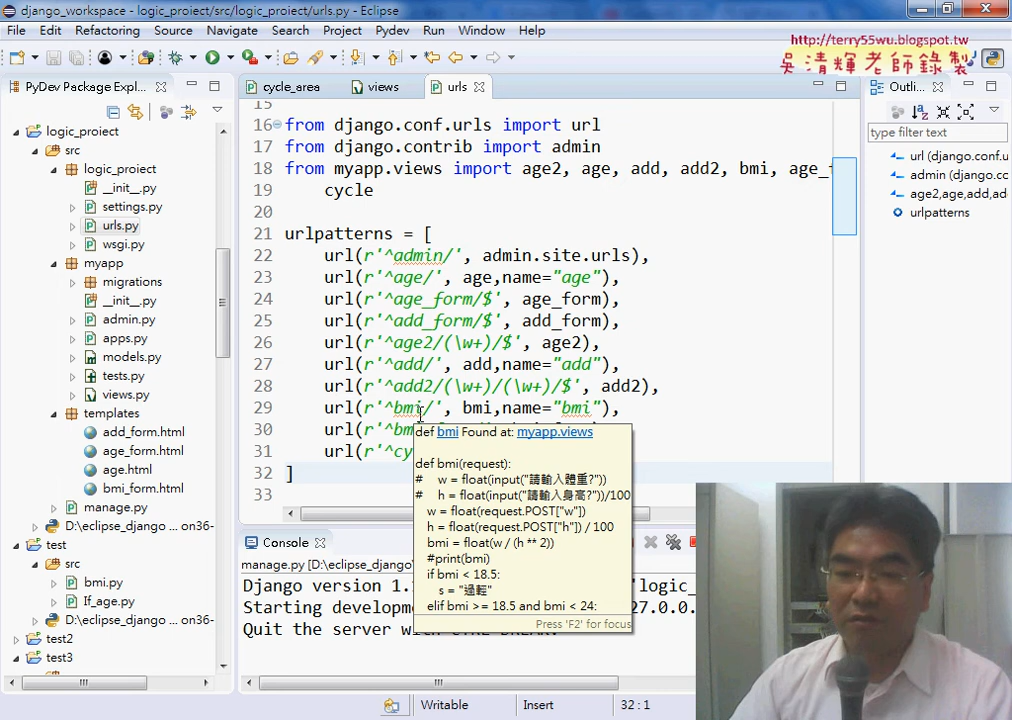 django_workspace - logic_proiect/src/logic_proiect/urls.py - Eclipse
File Edit Refactoring Source Navigate Search Project Pydev Run Window Help
http://terry55wu.blogspot.tw
吳清輝老師錄製
PyDev Package Expl...
cycle_area
views
urls
Outli...
type filter text
logic_proiect
src
logic_proiect
__init__.py
settings.py
urls.py
wsgi.py
myapp
migrations
__init__.py
admin.py
apps.py
models.py
tests.py
views.py
templates
add_form.html
age_form.html
age.html
bmi_form.html
manage.py
D:\eclipse_django ... on36-
test
src
bmi.py
If_age.py
D:\eclipse_django ... on36-
test2
test3
15
16 from django.conf.urls import url
17 from django.contrib import admin
18 from myapp.views import age2, age, add, add2, bmi, age_
19 cycle
20
21 urlpatterns = [
22 url(r'^admin/', admin.site.urls),
23 url(r'^age/', age,name="age"),
24 url(r'^age_form/$', age_form),
25 url(r'^add_form/$', add_form),
26 url(r'^age2/(\w+)/$', age2),
27 url(r'^add/', add,name="add"),
28 url(r'^add2/(\w+)/(\w+)/$', add2),
29 url(r'^bmi/', bmi,name="bmi"),
30 url(r'^bm
31 url(r'^cy
32 ]
33
def bmi Found at: myapp.views
def bmi(request):
# w = float(input("請輸入體重?"))
# h = float(input("請輸入身高?"))/100
w = float(request.POST["w"])
h = float(request.POST["h"]) / 100
bmi = float(w / (h ** 2))
#print(bmi)
if bmi < 18.5:
s = "過輕"
elif bmi >= 18.5 and bmi < 24:
Press 'F2' for focus
url (django.conf.u
admin (django.cc
age2,age,add,ad
urlpatterns
Console
manage.py [D:\eclipse_django
Django version 1.
Starting developm
27.0.0.
Quit the server w
Writable
Insert
32 : 1